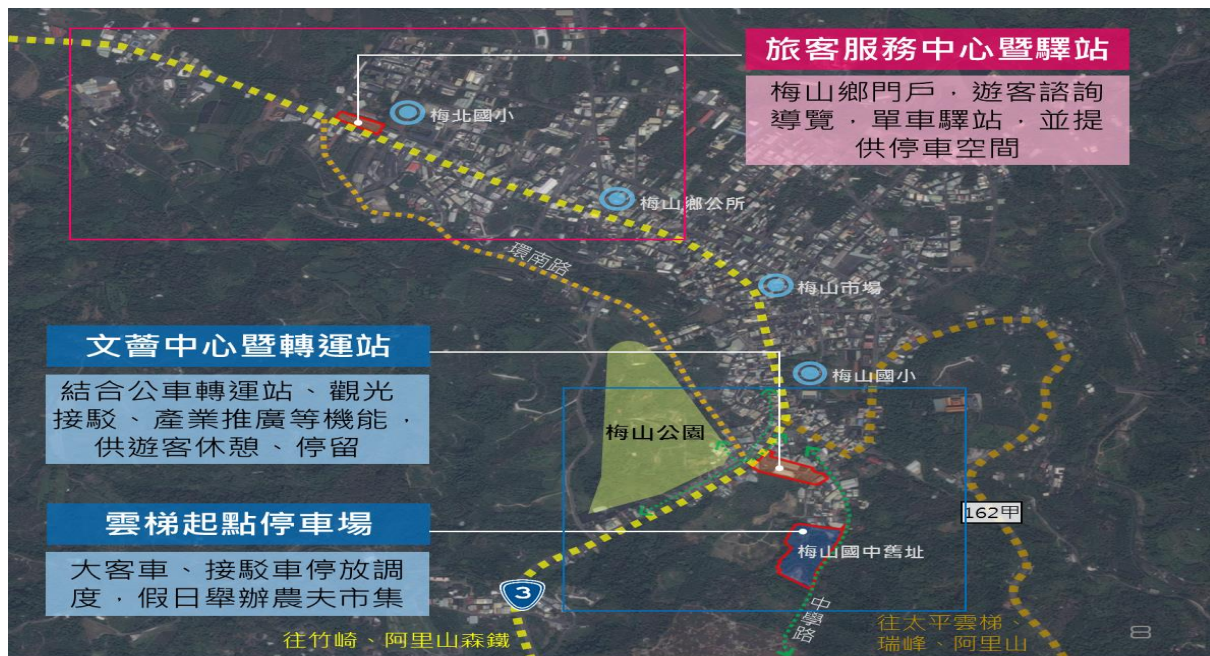 旅客服務中心暨驛站
梅山鄉門戶，遊客諮詢
導覽，單車驛站，並提
供停車空間
梅北國小
梅山鄉公所
環南路
梅山市場
文薈中心暨轉運站
結合公車轉運站、觀光
接駁、產業推廣等機能，
供遊客休憩、停留
梅山國小
梅山公園
雲梯起點停車場
大客車、接駁車停放調
度，假日舉辦農夫市集
162甲
梅山國中舊址
3
中學路
往竹崎、阿里山森鐵
往太平雲梯、
瑞峰、阿里山
8